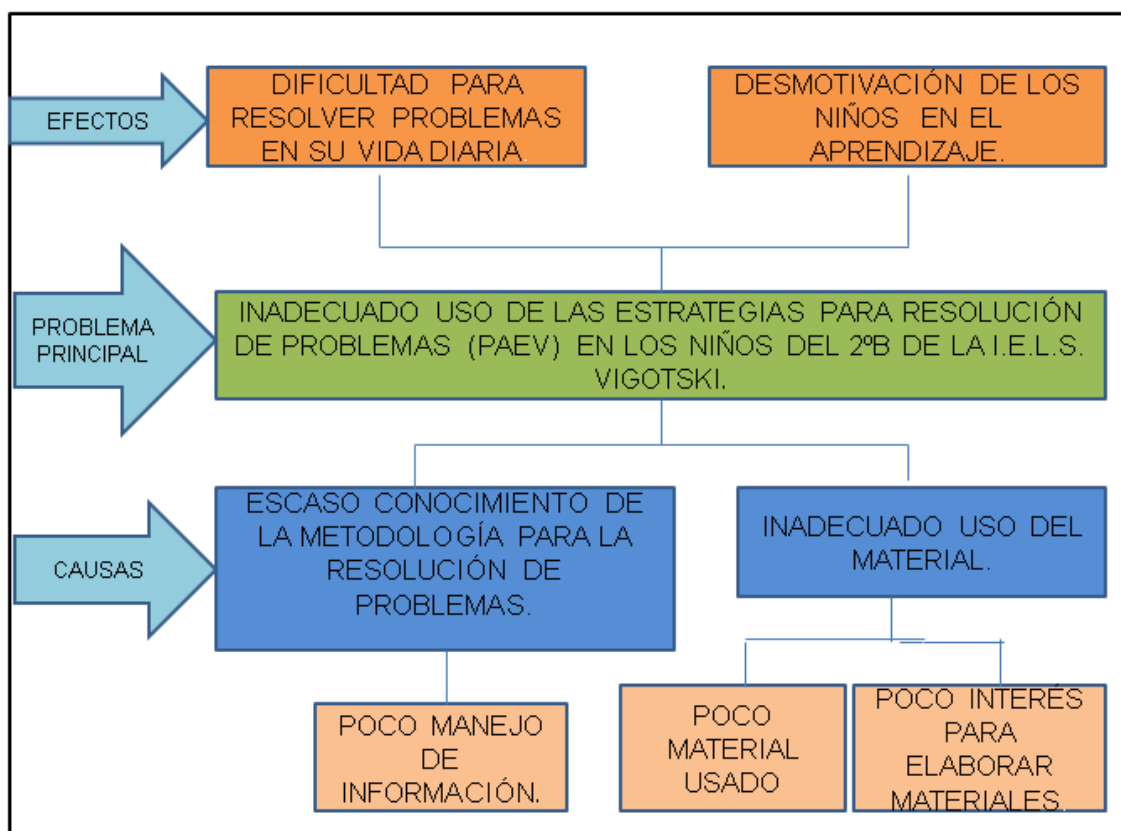 EFECTOS
DIFICULTAD PARA
RESOLVER PROBLEMAS
EN SU VIDA DIARIA.
DESMOTIVACIÓN DE LOS
NIÑOS EN EL
APRENDIZAJE.
PROBLEMA
PRINCIPAL
INADECUADO USO DE LAS ESTRATEGIAS PARA RESOLUCIÓN
DE PROBLEMAS (PAEV) EN LOS NIÑOS DEL 2ºB DE LA I.E.L.S.
VIGOTSKI.
CAUSAS
ESCASO CONOCIMIENTO DE
LA METODOLOGÍA PARA LA
RESOLUCIÓN DE
PROBLEMAS.
INADECUADO USO DEL
MATERIAL.
POCO MANEJO
DE
INFORMACIÓN.
POCO
MATERIAL
USADO
POCO INTERÉS
PARA
ELABORAR
MATERIALES.